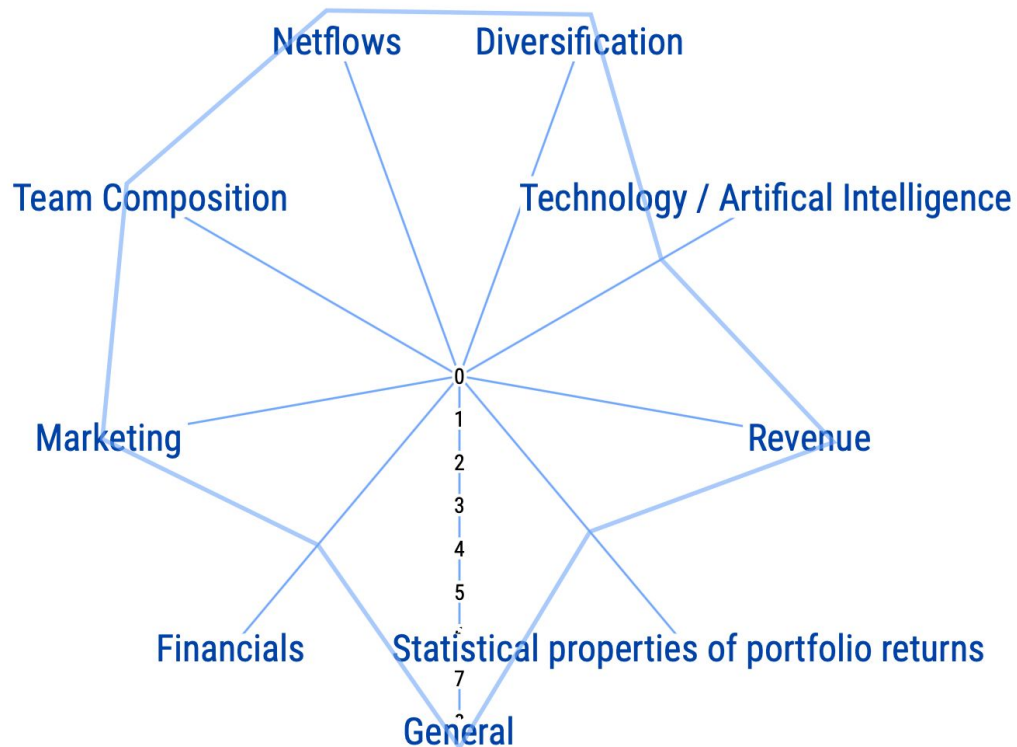 Netflows
Diversification
Team Composition
Technology / Artifical Intelligence
0
1
Marketing
Revenue
2
3
4
5
Financials
Statistical properties of portfolio returns
7
General